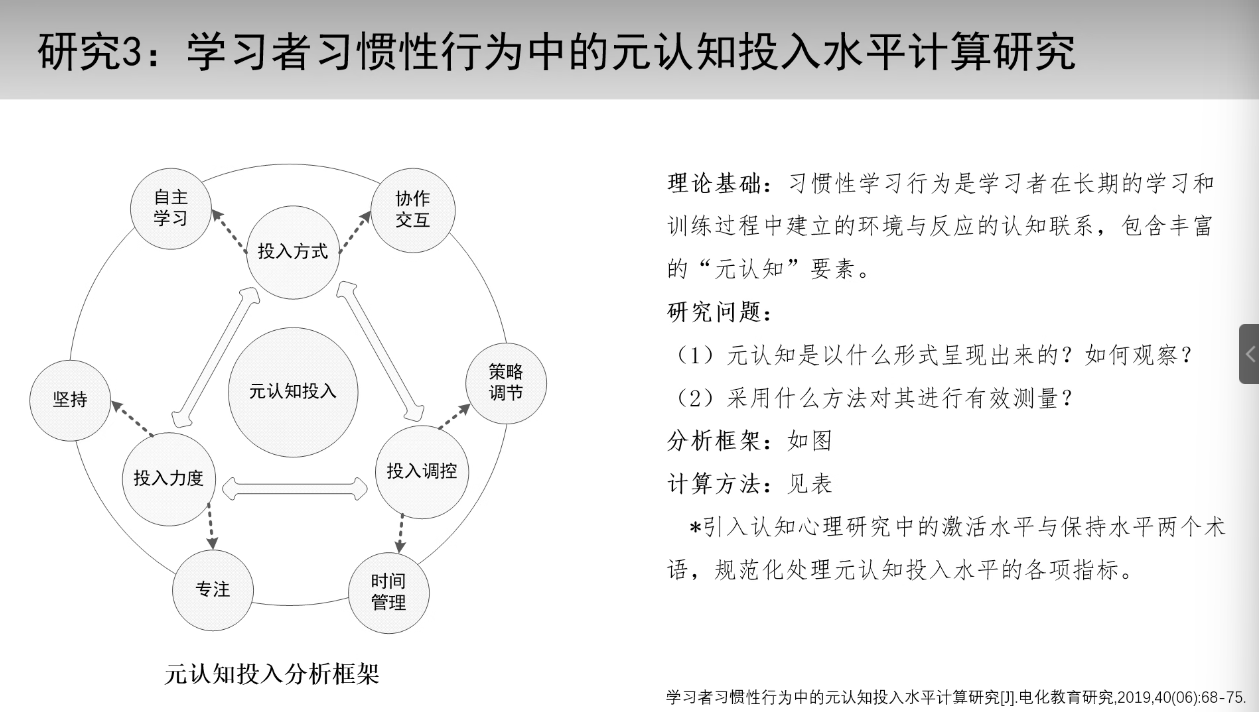 研究3：学习者习惯性行为中的元认知投入水平计算研究
自主
学习
协作
交互
投入方式
元认知投入
策略
调节
坚持
投入力度
投入调控
专注
时间
管理
元认知投入分析框架
理论基础：习惯性学习行为是学习者在长期的学习和
训练过程中建立的环境与反应的认知联系，包含丰富
的“元认知”要素。
研究问题：
（1）元认知是以什么形式呈现出来的？如何观察？
（2）采用什么方法对其进行有效测量？
分析框架：如图
计算方法：见表
*引入认知心理研究中的激活水平与保持水平两个术
语，规范化处理元认知投入水平的各项指标。
学习者习惯性行为中的元认知投入水平计算研究[J].电化教育研究,2019,40(06):68-75.